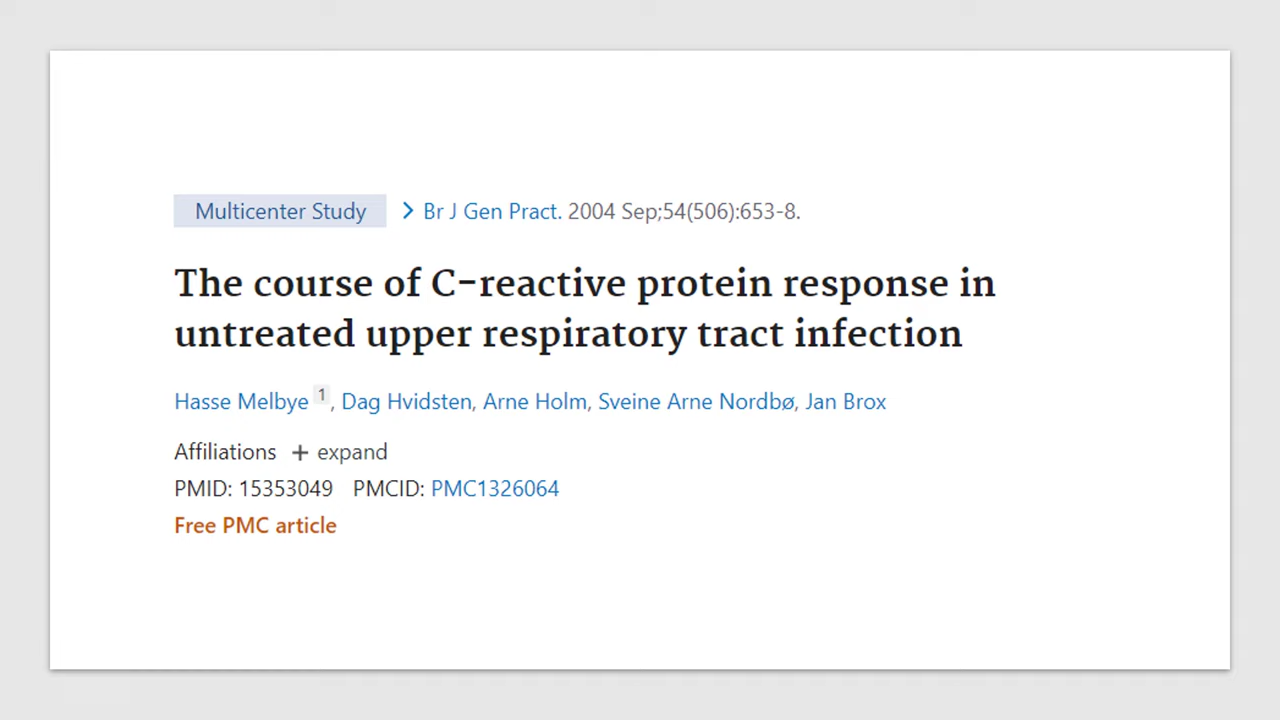 Multicenter Study > Br J Gen Pract. 2004 Sep;54(506):653-8.
The course of C-reactive protein response in
untreated upper respiratory tract infection
Hasse Melbye 1, Dag Hvidsten, Arne Holm, Sveine Arne Nordbø, Jan Brox
Affiliations + expand
PMID: 15353049 PMCID: PMC1326064
Free PMC article